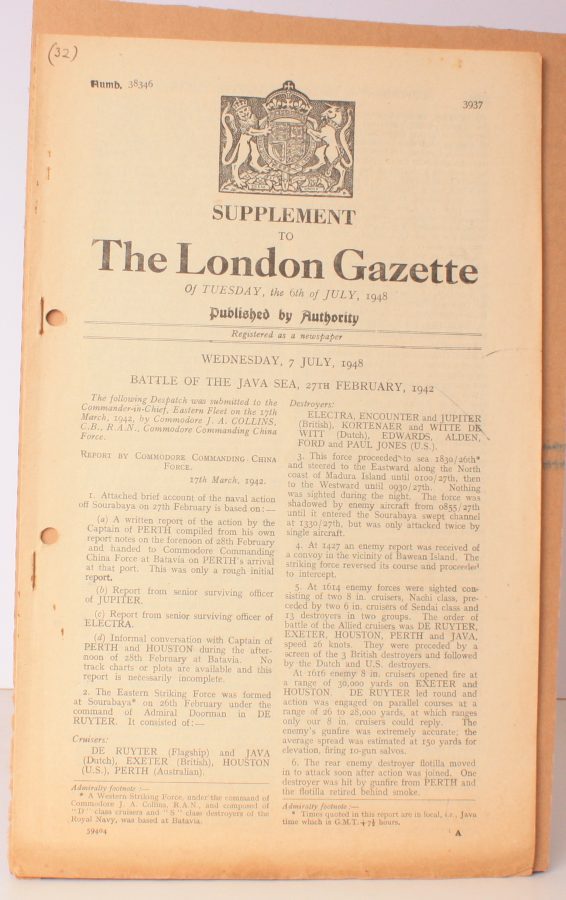 (32)
Numb. 38346
3937
SUPPLEMENT
TO
The London Gazette
Of TUESDAY, the 6th of JULY, 1948
Published by Authority
Registered as a newspaper
WEDNESDAY, 7 JULY, 1948
BATTLE OF THE JAVA SEA, 27TH FEBRUARY, 1942
The following Despatch was submitted to the
Commander-in-Chief, Eastern Fleet on the 17th
March, 1942, by Commodore J. A. COLLINS,
C.B., R.A.N., Commodore Commanding China
Force.
REPORT BY COMMODORE COMMANDING CHINA
FORCE.
17th March, 1942.
1. Attached brief account of the naval action
off Sourabaya on 27th February is based on:—
(a) A written report of the action by the
Captain of PERTH compiled from his own
report notes on the forenoon of 28th February
and handed to Commodore Commanding
China Force at Batavia on PERTH's arrival
at that port. This was only a rough initial
report.
(b) Report from senior surviving officer
of JUPITER.
(c) Report from senior surviving officer of
ELECTRA.
(d) Informal conversation with Captain of
PERTH and HOUSTON during the after-
noon of 28th February at Batavia. No
track charts or plots are available and this
report is necessarily incomplete.
2. The Eastern Striking Force was formed
at Sourabaya* on 26th February under the
command of Admiral Doorman in DE
RUYTER. It consisted of:—
Cruisers:
DE RUYTER (Flagship) and JAVA
(Dutch), EXETER (British), HOUSTON
(U.S.), PERTH (Australian).
Admiralty footnote :—
* A Western Striking Force, under the command of
Commodore J. A. Collins, R.A.N., and composed of
"D" class cruisers and "S" class destroyers of the
Royal Navy, was based at Batavia.
59404
Destroyers:
ELECTRA, ENCOUNTER and JUPITER
(British), KORTENAER and WITTE DE
WITT (Dutch), EDWARDS, ALDEN,
FORD and PAUL JONES (U.S.).
3. This force proceeded to sea 1830/26th*
and steered to the Eastward along the North
coast of Madura Island until 0100/27th, then
to the Westward until 0930/27th. Nothing
was sighted during the night. The force was
shadowed by enemy aircraft from 0855/27th
until it entered the Sourabaya swept channel
at 1330/27th, but was only attacked twice by
single aircraft.
4. At 1427 an enemy report was received of
a convoy in the vicinity of Bawean Island. The
striking force reversed its course and proceeded
to intercept.
5. At 1614 enemy forces were sighted con-
sisting of two 8 in. cruisers, Nachi class, pre-
ceded by two 6 in. cruisers of Sendai class and
13 destroyers in two groups. The order of
battle of the Allied cruisers was DE RUYTER,
EXETER, HOUSTON, PERTH and JAVA,
speed 26 knots. They were preceded by a
screen of the 3 British destroyers and followed
by the Dutch and U.S. destroyers.
At 1616 enemy 8 in. cruisers opened fire at
a range of 30,000 yards on EXETER and
HOUSTON. DE RUYTER led round and
action was engaged on parallel courses at a
range of 26 to 28,000 yards, at which ranges
only our 8 in. cruisers could reply. The
enemy's gunfire was extremely accurate; the
average spread was estimated at 150 yards for
elevation, firing 10-gun salvos.
6. The rear enemy destroyer flotilla moved
in to attack soon after action was joined. One
destroyer was hit by gunfire from PERTH and
the flotilla retired behind smoke.
Admiralty footnote :—
* Times quoted in this report are in local, i.e., Java
time which is G.M.T. + 7½ hours.
A